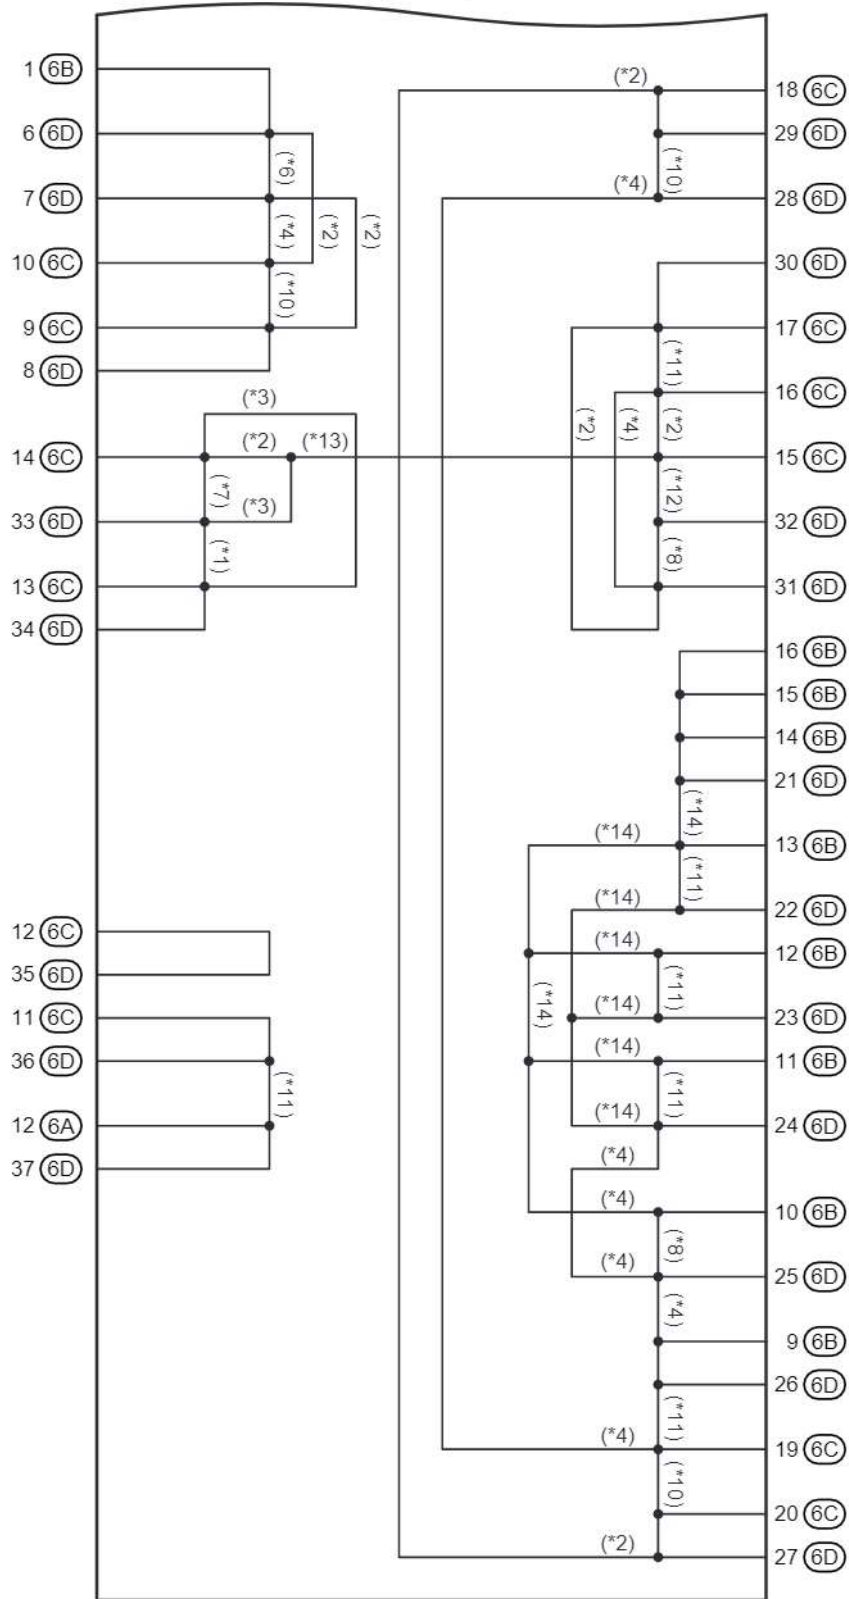 1 6B
(*2)
18 6C
6 6D
29 6D
(*6)
(*10)
7 6D
(*4)
28 6D
(*4)
(*2)
(*2)
10 6C
30 6D
(*10)
9 6C
17 6C
8 6D
(*11)
(*3)
16 6C
(*2)
(*4)
(*2)
14 6C
(*2)
(*13)
15 6C
(*7)
(*12)
33 6D
(*3)
32 6D
(*1)
(*8)
13 6C
31 6D
34 6D
16 6B
15 6B
14 6B
21 6D
(*14)
(*14)
13 6B
(*11)
(*14)
22 6D
12 6C
(*14)
12 6B
35 6D
(*11)
(*14)
11 6C
(*14)
23 6D
36 6D
(*14)
11 6B
(*11)
(*11)
12 6A
(*14)
24 6D
37 6D
(*4)
(*4)
10 6B
(*8)
(*4)
25 6D
(*4)
9 6B
26 6D
(*11)
(*4)
19 6C
(*10)
20 6C
(*2)
27 6D